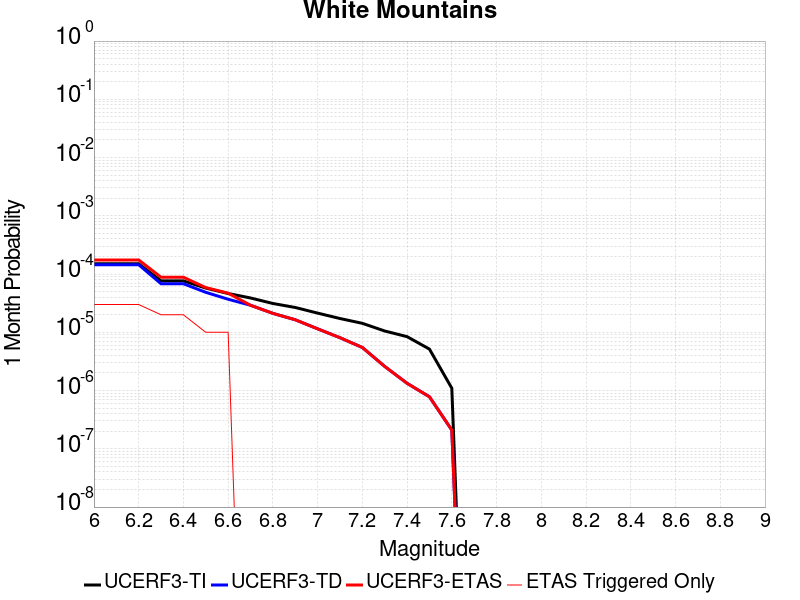 White Mountains
10^0
10^-1
10^-2
10^-3
10^-4
10^-5
10^-6
10^-7
10^-8
1 Month Probability
6 6.2 6.4 6.6 6.8 7 7.2 7.4 7.6 7.8 8 8.2 8.4 8.6 8.8 9
Magnitude
UCERF3-TI UCERF3-TD UCERF3-ETAS ETAS Triggered Only